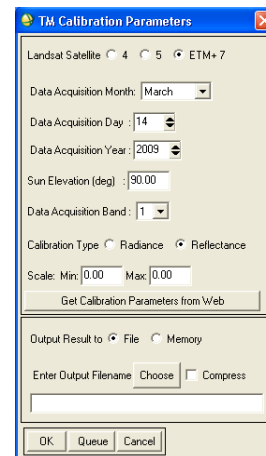 TM Calibration Parameters
Landsat Satellite 4 5 ETM+ 7
Data Acquisition Month: March
Data Acquisition Day : 14
Data Acquisition Year : 2009
Sun Elevation (deg) : 90.00
Data Acquisition Band : 1
Calibration Type Radiance Reflectance
Scale: Min: 0.00 Max: 0.00
Get Calibration Parameters from Web
Output Result to File Memory
Enter Output Filename Choose Compress
OK Queue Cancel